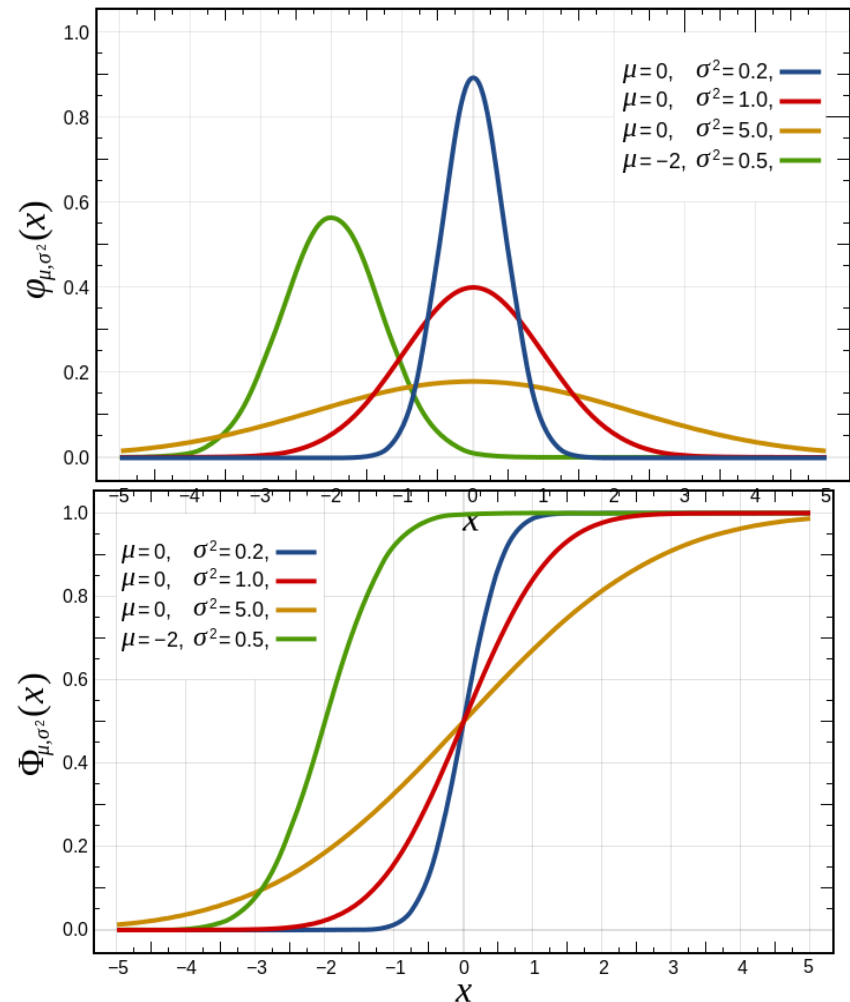 1.0
μ=0, σ²=0.2,
μ=0, σ²=1.0,
0.8
μ=0, σ²=5.0,
μ=−2, σ²=0.5,
0.6
φμ,σ²(x)
0.4
0.2
0.0
−5 −4 −3 −2 −1 0 1 2 3 4 5
x
1.0
μ=0, σ²=0.2,
μ=0, σ²=1.0,
0.8
μ=0, σ²=5.0,
μ=−2, σ²=0.5,
0.6
Φμ,σ²(x)
0.4
0.2
0.0
−5 −4 −3 −2 −1 0 1 2 3 4 5
x